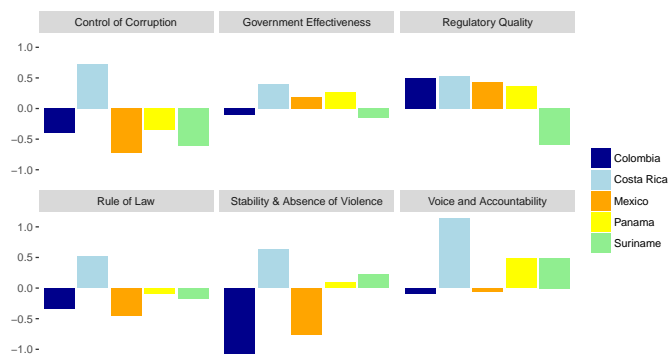 Control of Corruption
Government Effectiveness
Regulatory Quality
1.0
0.5
0.0
−0.5
−1.0
Rule of Law
Stability & Absence of Violence
Voice and Accountability
1.0
0.5
0.0
−0.5
−1.0
Colombia
Costa Rica
Mexico
Panama
Suriname